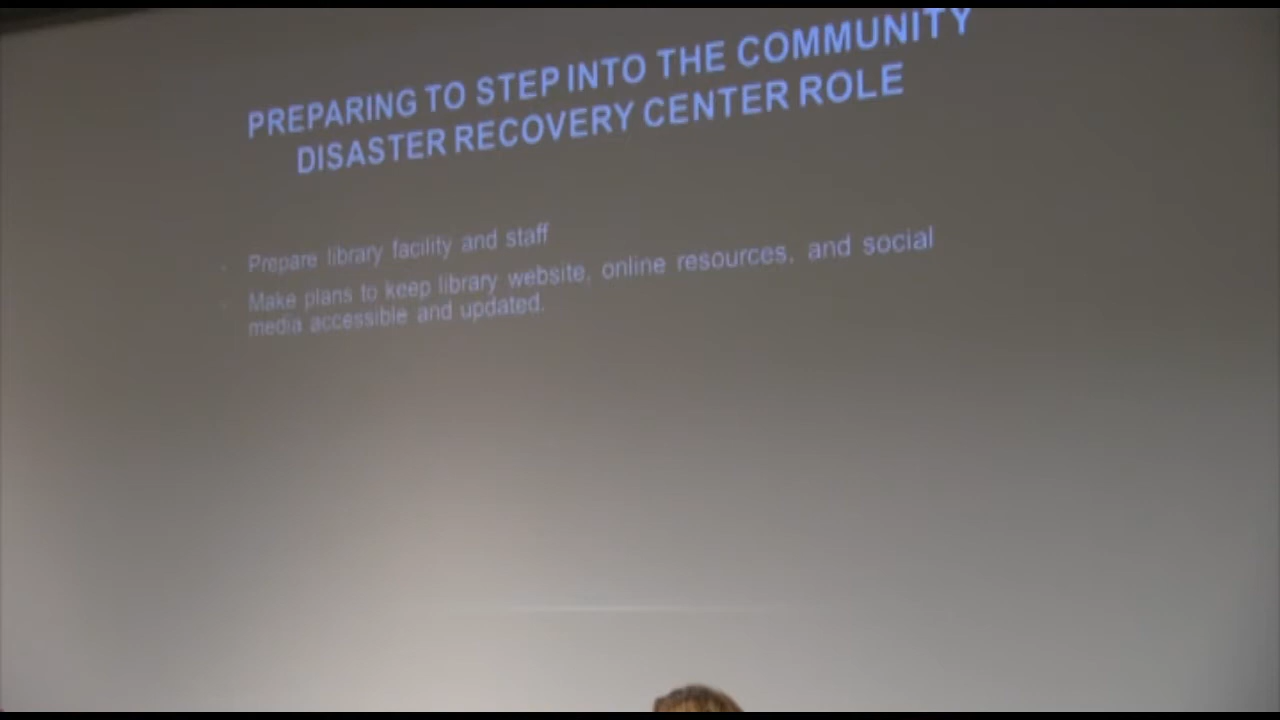 PREPARING TO STEP INTO THE COMMUNITY
DISASTER RECOVERY CENTER ROLE
Prepare library facility and staff
Make plans to keep library website, online resources, and social
media accessible and updated.